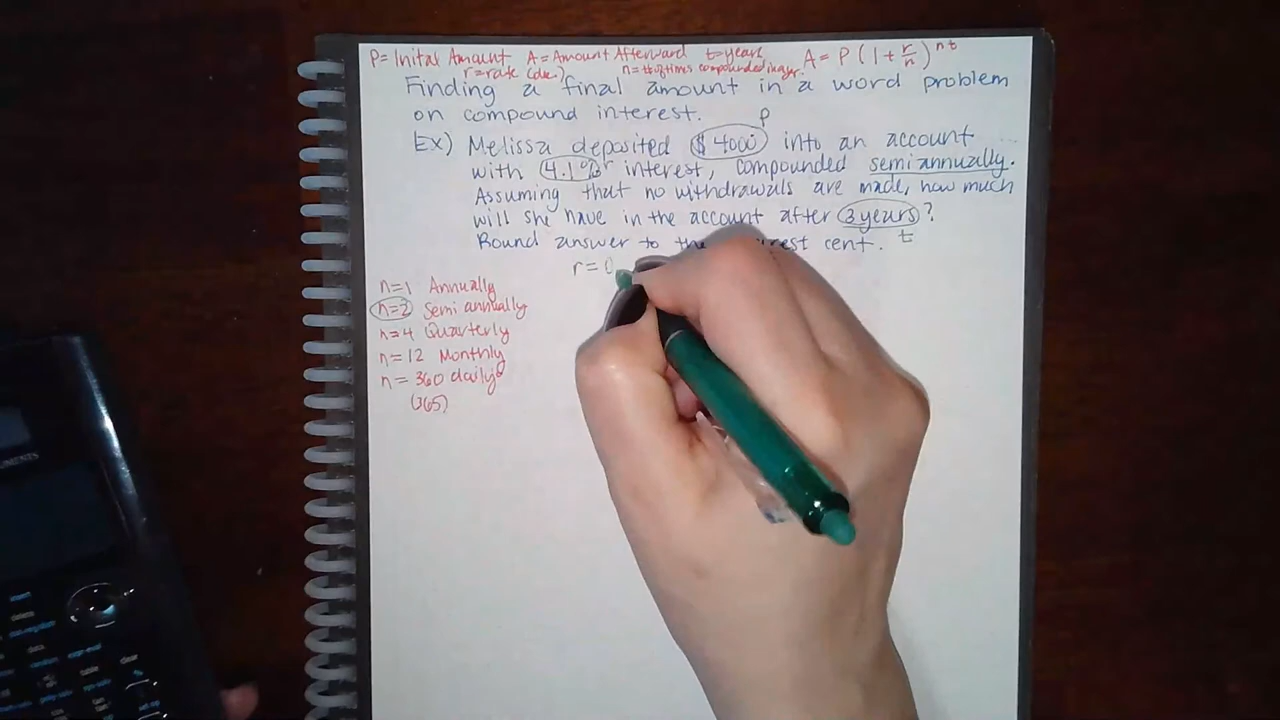 P= Inital Amount A= Amount Afterward t=years A = P (1 + r/n)^nt
r=rate (dec.) n= # of times compounded in a yr.
Finding a final amount in a word problem
on compound interest.
P
Ex) Melissa deposited $4000 into an account
with 4.1% r interest, compounded semiannually.
Assuming that no withdrawals are made, how much
will she have in the account after 3 years?
Round answer to the cent. t
r = 0
n=1 Annually
n=2 Semi annually
n=4 Quarterly
n=12 Monthly
n= 360 daily
(365)